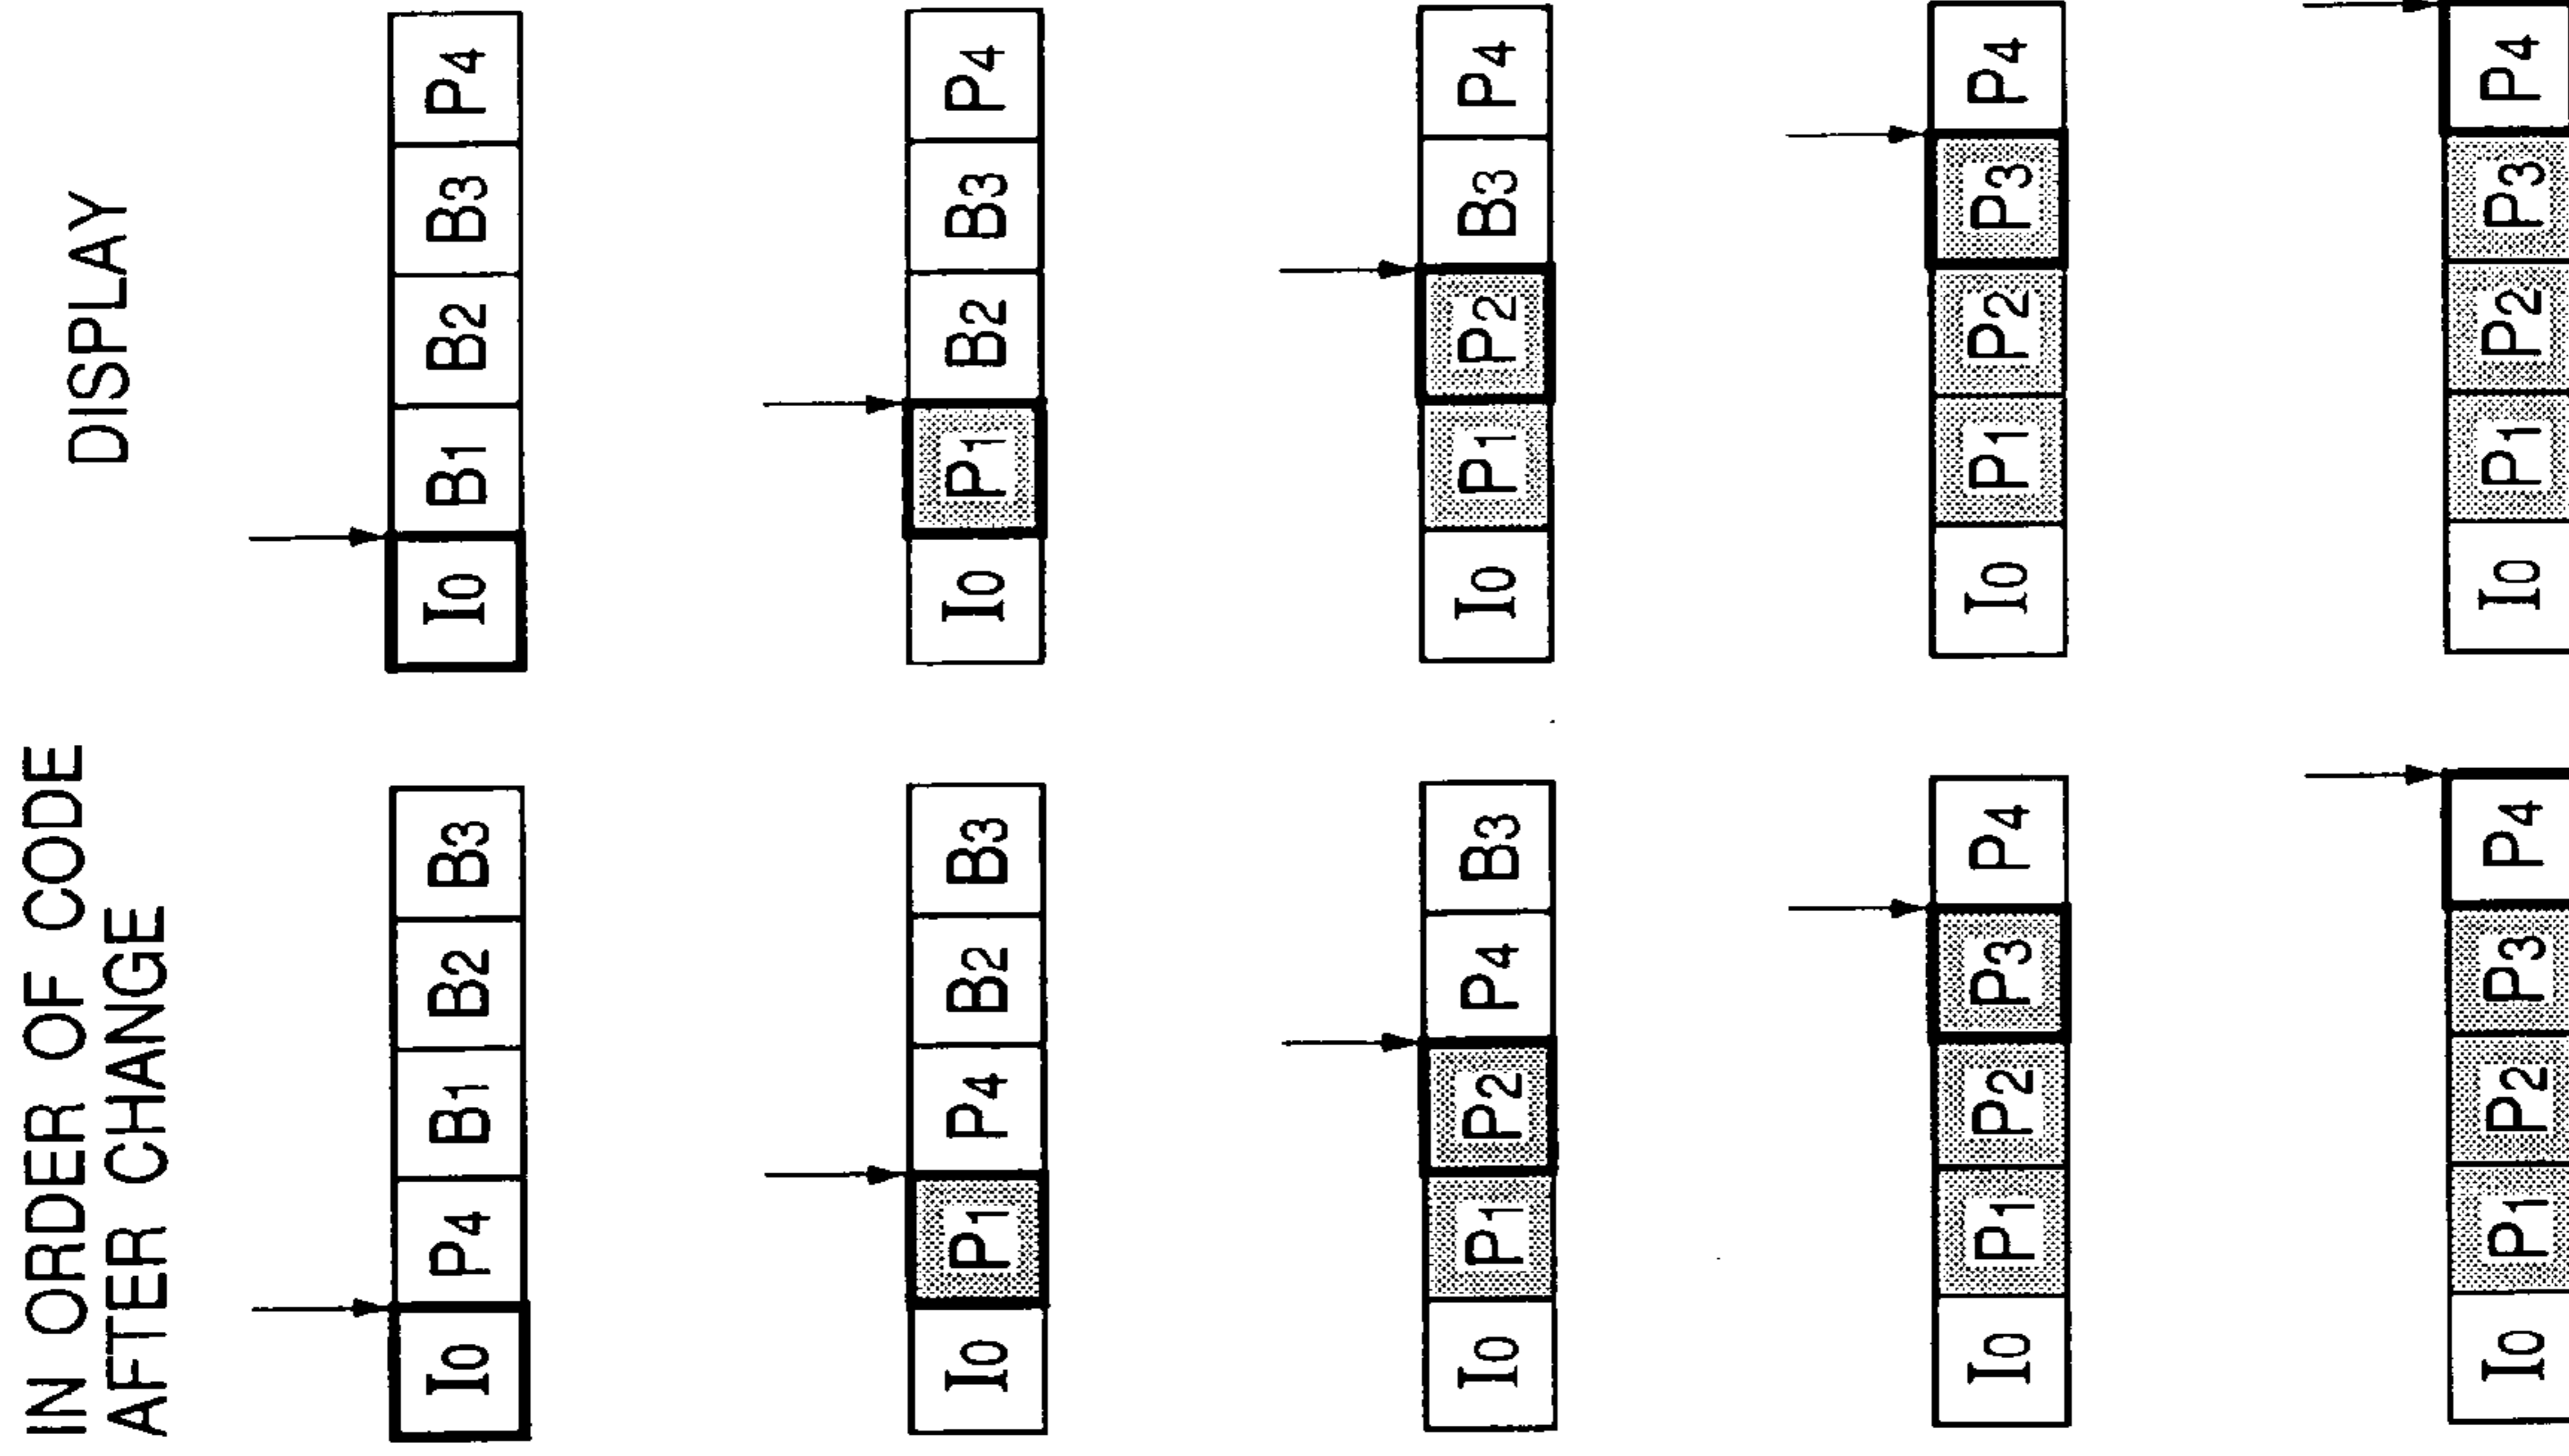 IN ORDER OF CODE
AFTER CHANGE
DISPLAY
I0 P4 B1 B2 B3
I0 B1 B2 B3 P4
I0 P1 P4 B2 B3
I0 P1 B2 B3 P4
I0 P1 P2 P4 B3
I0 P1 P2 B3 P4
I0 P1 P2 P3 P4
I0 P1 P2 P3 P4
I0 P1 P2 P3 P4
I0 P1 P2 P3 P4